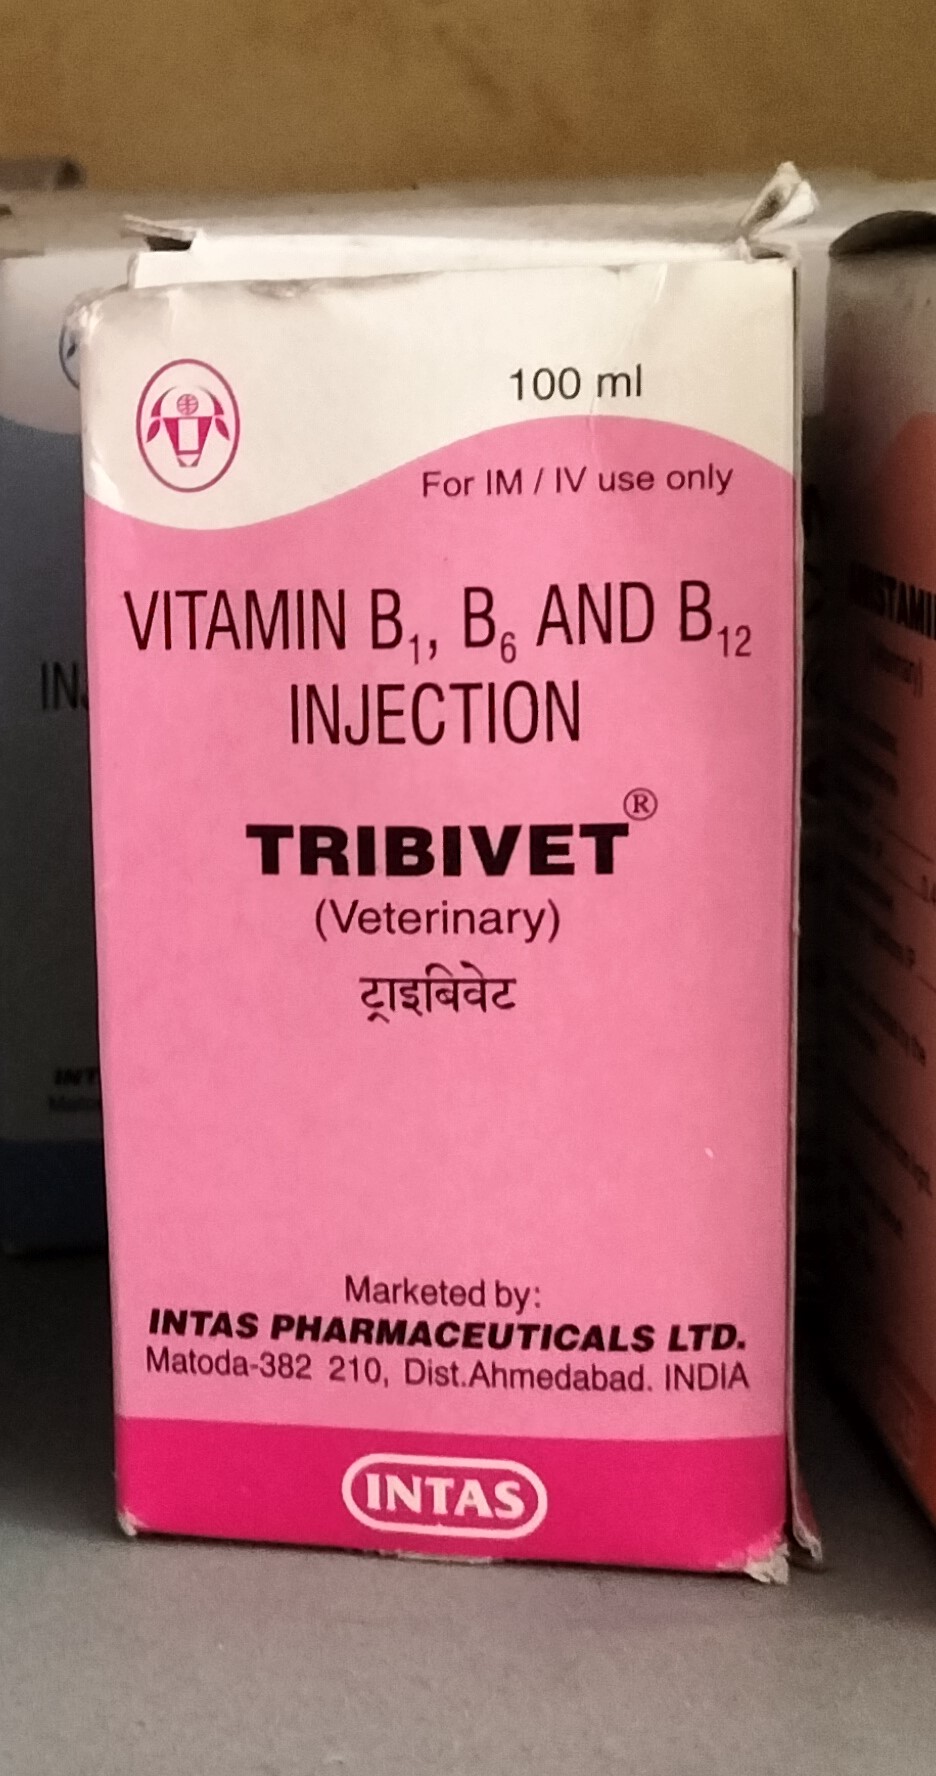 100 ml
For IM / IV use only
VITAMIN B₁, B₆ AND B₁₂
INJECTION
TRIBIVET®
(Veterinary)
ट्राइबिवेट
Marketed by:
INTAS PHARMACEUTICALS LTD.
Matoda-382 210, Dist.Ahmedabad. INDIA
INTAS